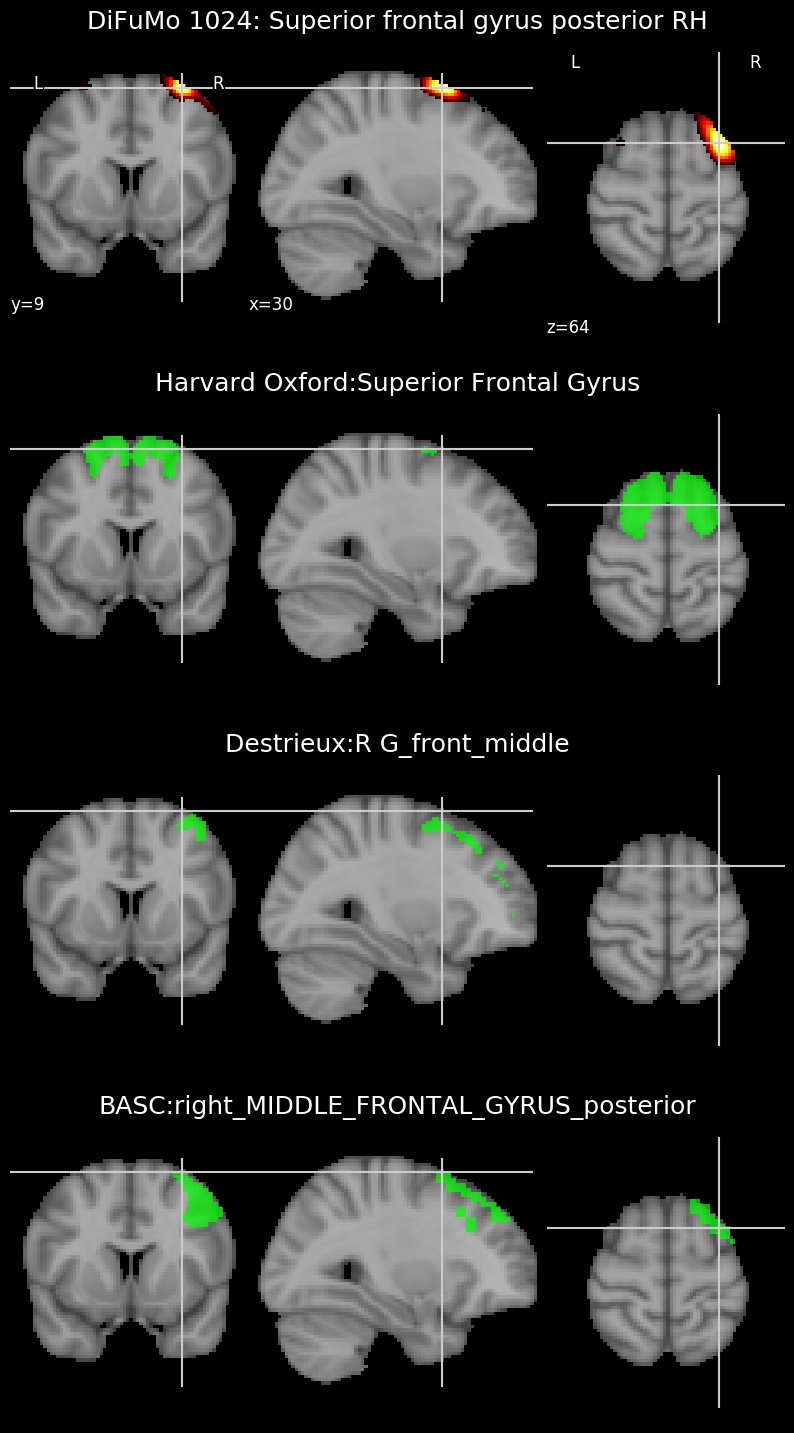 DiFuMo 1024: Superior frontal gyrus posterior RH
L R
L R
y=9
x=30
z=64
Harvard Oxford:Superior Frontal Gyrus
Destrieux:R G_front_middle
BASC:right_MIDDLE_FRONTAL_GYRUS_posterior